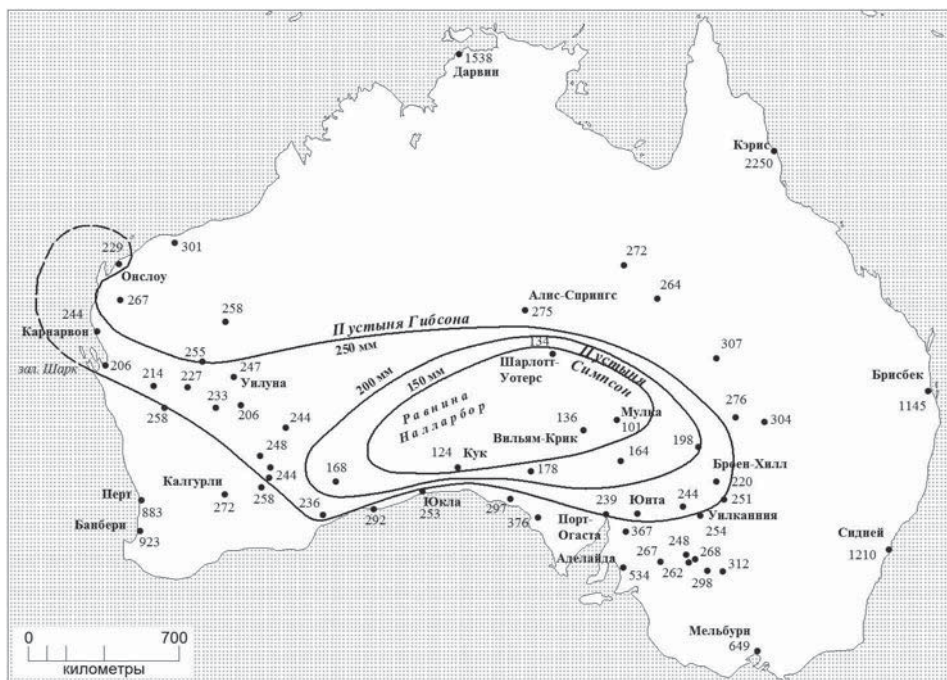 1538
Дарвин
Кэрис
2250
301
229
Онслоу
272
264
267
244
Карнарвон
258
Алис-Спрингс
275
Пустыня Гибсона
250 мм
307
255
134
Шарлотт-
Уотерс
Пустыня
Симпсон
зал. Шарк
206
247
Уилуна
200 мм
150 мм
Брисбек
1145
214
227
258
233
206
Равнина
Налларбор
276
304
Мулка
101
136
Вильям-Крик
244
198
248
124
Кук
164
178
Броен-Хилл
220
244
168
Калгурли
272
258
Перт
883
236
292
Юкла
253
297
376
239
Юнта
244
251
Уилканния
254
Банбери
923
Порт-
Огаста
367
Сидней
1210
Аделайда
534
267
248
262
268
298
312
Мельбурн
649
0
700
километры